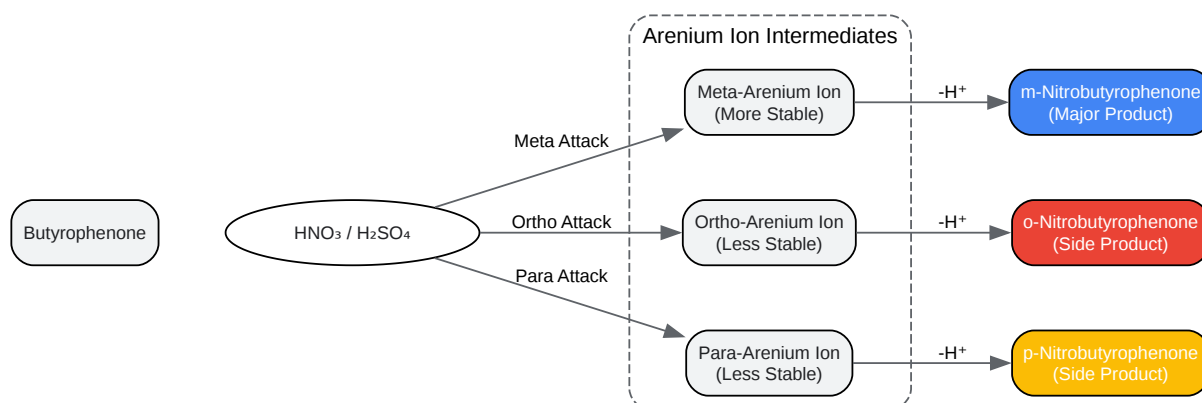 Arenium Ion Intermediates
Meta-Arenium Ion
(More Stable)
-H⁺
m-Nitrobutyrophenone
(Major Product)
Meta Attack
Butyrophenone
HNO₃ / H₂SO₄
Ortho Attack
Ortho-Arenium Ion
(Less Stable)
-H⁺
o-Nitrobutyrophenone
(Side Product)
Para Attack
Para-Arenium Ion
(Less Stable)
-H⁺
p-Nitrobutyrophenone
(Side Product)